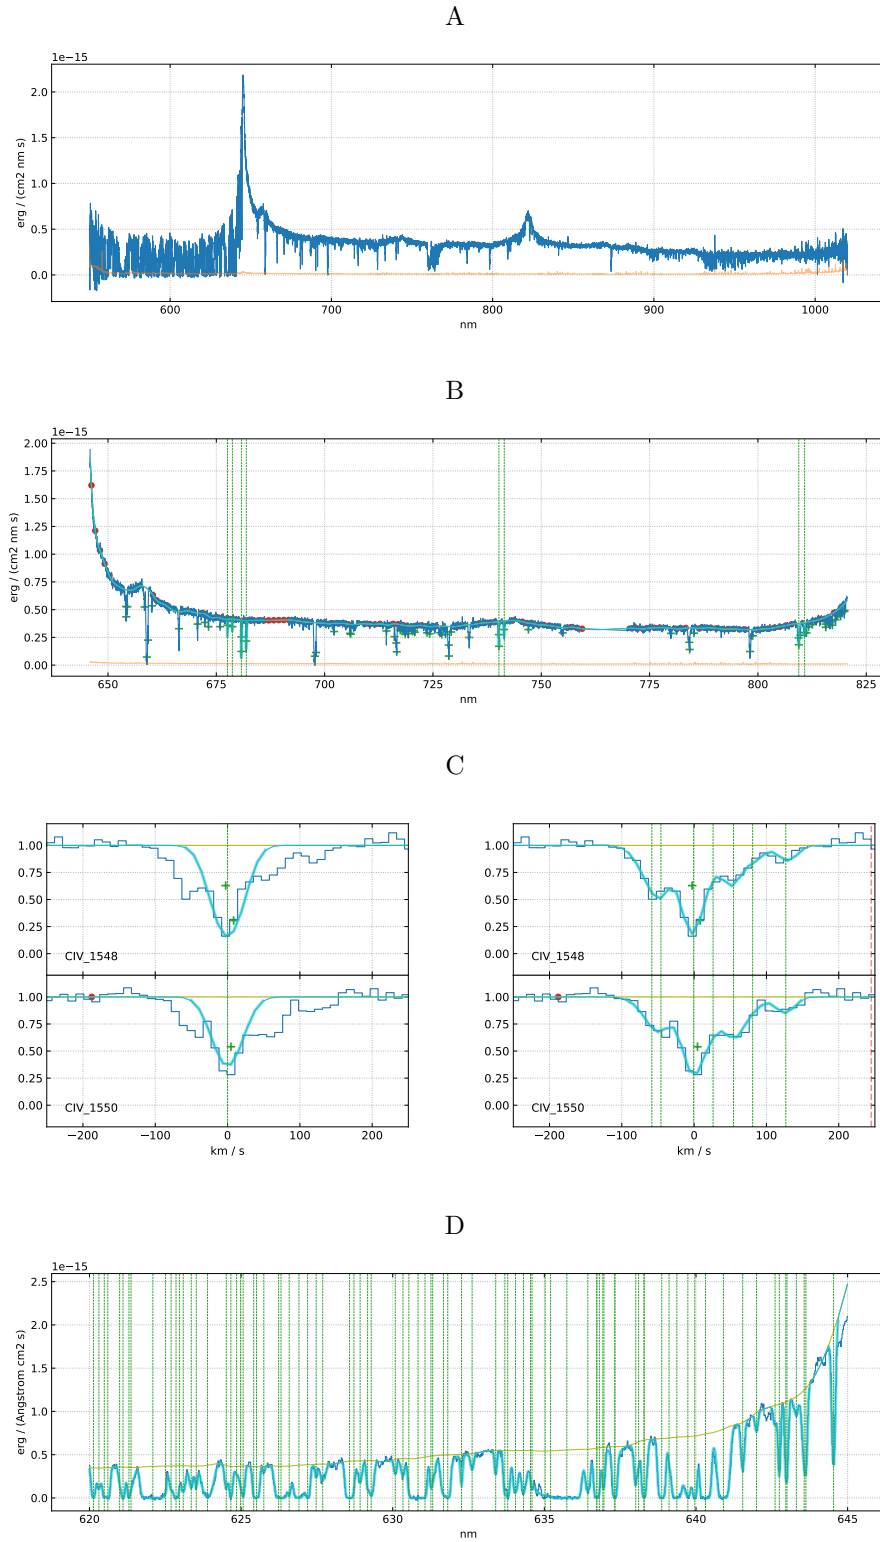 A
1e−15
2.0
1.5
1.0
0.5
0.0
erg / (cm2 nm s)
600 700 800 900 1000
nm
B
1e−15
2.00
1.75
1.50
1.25
1.00
0.75
0.50
0.25
0.00
erg / (cm2 nm s)
650 675 700 725 750 775 800 825
nm
C
1.00 1.00
0.75 0.75
0.50 0.50
0.25 0.25
0.00 0.00
CIV_1548 CIV_1548
1.00 1.00
0.75 0.75
0.50 0.50
0.25 0.25
0.00 0.00
CIV_1550 CIV_1550
−200 −100 0 100 200 −200 −100 0 100 200
km / s km / s
D
1e−15
2.5
2.0
1.5
1.0
0.5
0.0
erg / (Angstrom cm2 s)
620 625 630 635 640 645
nm